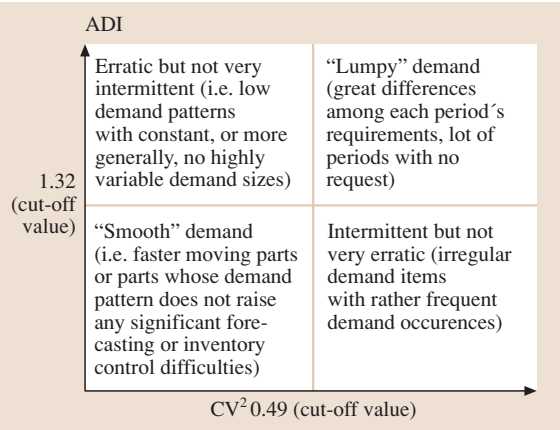 ADI
Erratic but not very
intermittent (i.e. low
demand patterns
with constant, or more
generally, no highly
variable demand sizes)
“Lumpy” demand
(great differences
among each period´s
requirements, lot of
periods with no
request)
1.32
(cut-off
value)
“Smooth” demand
(i.e. faster moving parts
or parts whose demand
pattern does not raise
any significant fore-
casting or inventory
control difficulties)
Intermittent but not
very erratic (irregular
demand items
with rather frequent
demand occurences)
CV² 0.49 (cut-off value)